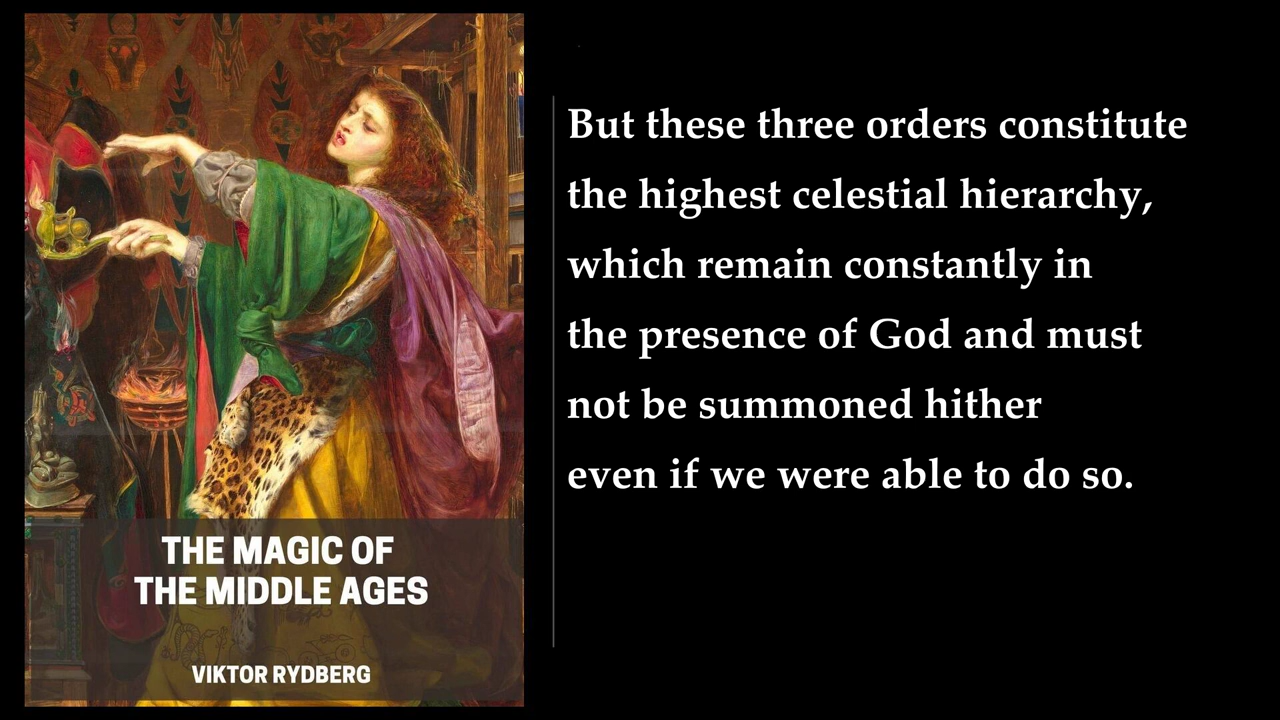 THE MAGIC OF
THE MIDDLE AGES
VIKTOR RYDBERG
But these three orders constitute
the highest celestial hierarchy,
which remain constantly in
the presence of God and must
not be summoned hither
even if we were able to do so.